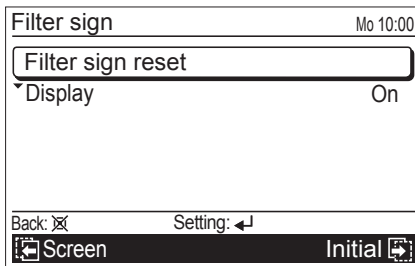 Filter sign Mo 10:00
Filter sign reset
Display On
Back: Setting:
Screen Initial